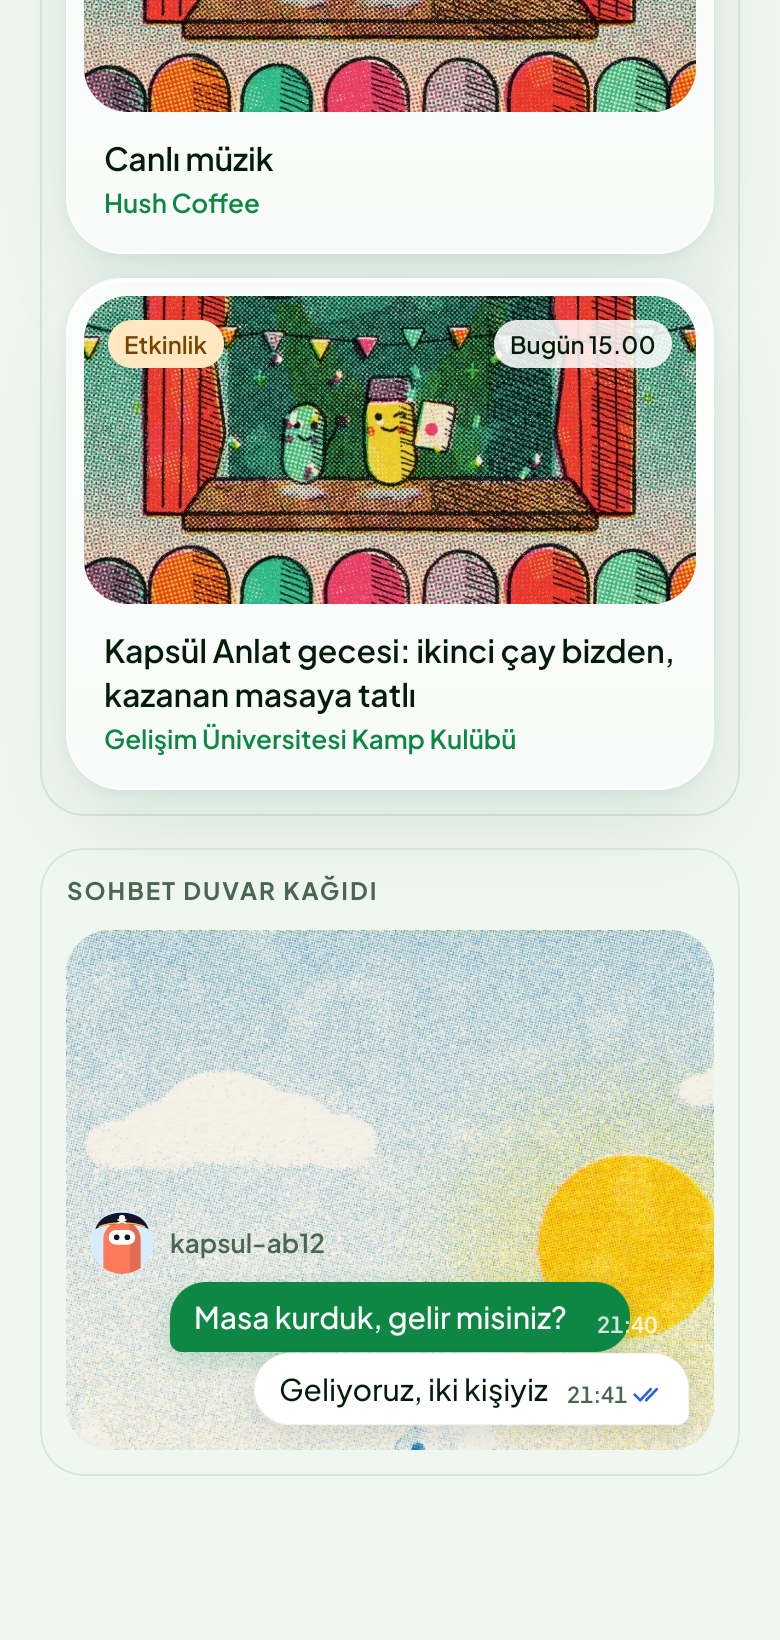 Canlı müzik
Hush Coffee
Etkinlik
Bugün 15.00
Kapsül Anlat gecesi: ikinci çay bizden,
kazanan masaya tatlı
Gelişim Üniversitesi Kamp Kulübü
SOHBET DUVAR KAĞIDI
kapsul-ab12
Masa kurduk, gelir misiniz? 21:40
Geliyoruz, iki kişiyiz 21:41